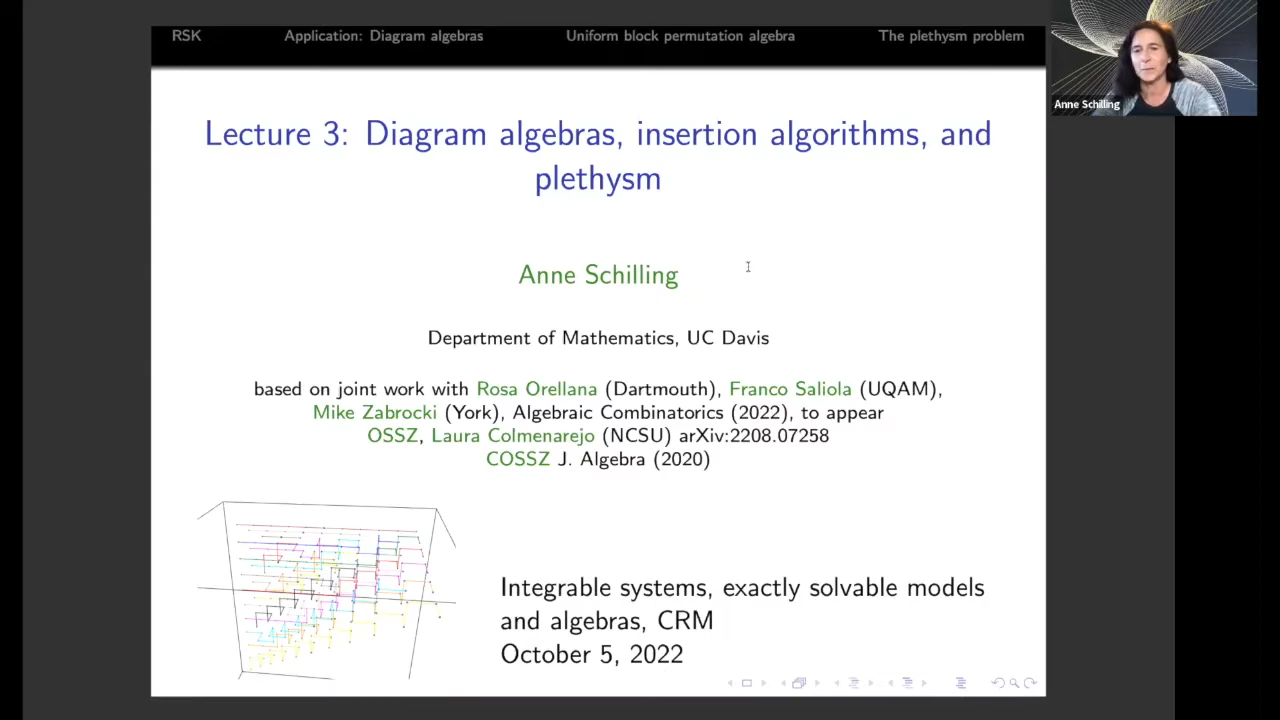 RSK Application: Diagram algebras Uniform block permutation algebra The plethysm problem
Anne Schilling
Lecture 3: Diagram algebras, insertion algorithms, and
plethysm
Anne Schilling
Department of Mathematics, UC Davis
based on joint work with Rosa Orellana (Dartmouth), Franco Saliola (UQAM),
Mike Zabrocki (York), Algebraic Combinatorics (2022), to appear
OSSZ, Laura Colmenarejo (NCSU) arXiv:2208.07258
COSSZ J. Algebra (2020)
Integrable systems, exactly solvable models
and algebras, CRM
October 5, 2022